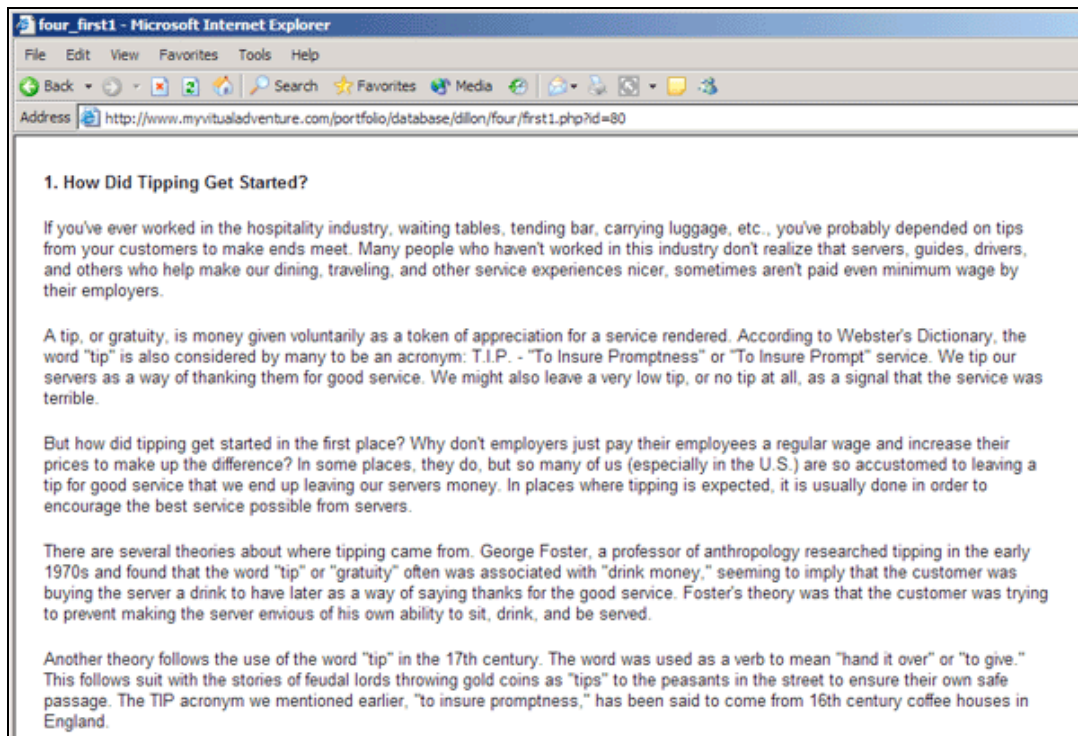 four_first1 - Microsoft Internet Explorer
File Edit View Favorites Tools Help
Back Search Favorites Media
Address http://www.myvitualadventure.com/portfolio/database/dillon/four/first1.php?id=80
1. How Did Tipping Get Started?
If you've ever worked in the hospitality industry, waiting tables, tending bar, carrying luggage, etc., you've probably depended on tips
from your customers to make ends meet. Many people who haven't worked in this industry don't realize that servers, guides, drivers,
and others who help make our dining, traveling, and other service experiences nicer, sometimes aren't paid even minimum wage by
their employers.
A tip, or gratuity, is money given voluntarily as a token of appreciation for a service rendered. According to Webster's Dictionary, the
word "tip" is also considered by many to be an acronym: T.I.P. - "To Insure Promptness" or "To Insure Prompt" service. We tip our
servers as a way of thanking them for good service. We might also leave a very low tip, or no tip at all, as a signal that the service was
terrible.
But how did tipping get started in the first place? Why don't employers just pay their employees a regular wage and increase their
prices to make up the difference? In some places, they do, but so many of us (especially in the U.S.) are so accustomed to leaving a
tip for good service that we end up leaving our servers money. In places where tipping is expected, it is usually done in order to
encourage the best service possible from servers.
There are several theories about where tipping came from. George Foster, a professor of anthropology researched tipping in the early
1970s and found that the word "tip" or "gratuity" often was associated with "drink money," seeming to imply that the customer was
buying the server a drink to have later as a way of saying thanks for the good service. Foster's theory was that the customer was trying
to prevent making the server envious of his own ability to sit, drink, and be served.
Another theory follows the use of the word "tip" in the 17th century. The word was used as a verb to mean "hand it over" or "to give."
This follows suit with the stories of feudal lords throwing gold coins as "tips" to the peasants in the street to ensure their own safe
passage. The TIP acronym we mentioned earlier, "to insure promptness," has been said to come from 16th century coffee houses in
England.